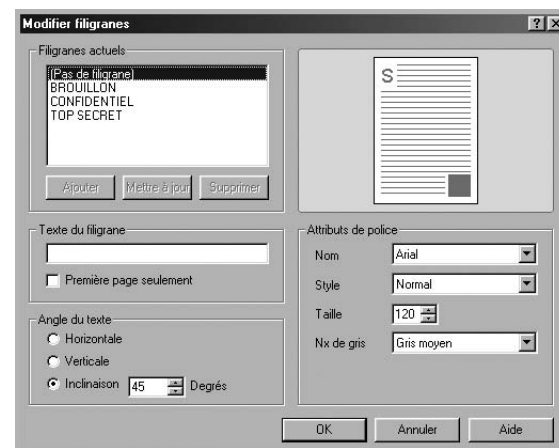 Modifier filigranes
Filigranes actuels
(Pas de filigrane)
BROUILLON
CONFIDENTIEL
TOP SECRET
Ajouter Mettre à jour Supprimer
S
Texte du filigrane
Première page seulement
Angle du texte
Horizontale
Verticale
Inclinaison 45 Degrés
Attributs de police
Nom Arial
Style Normal
Taille 120
Nx de gris Gris moyen
OK Annuler Aide